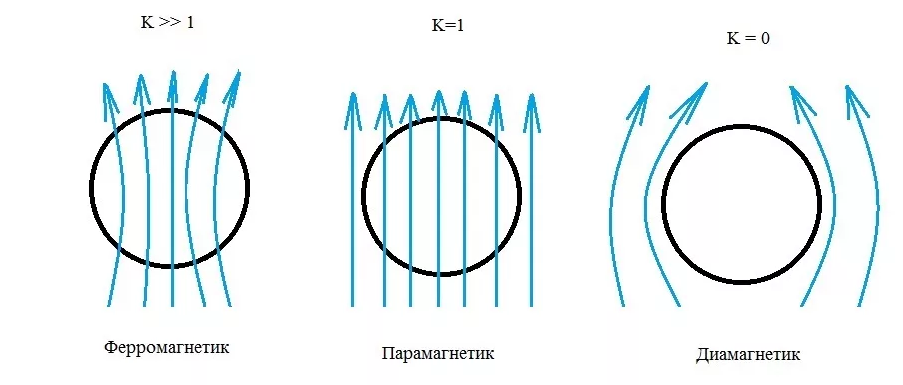 K >> 1
K=1
K = 0
Ферромагнетик
Парамагнетик
Диамагнетик